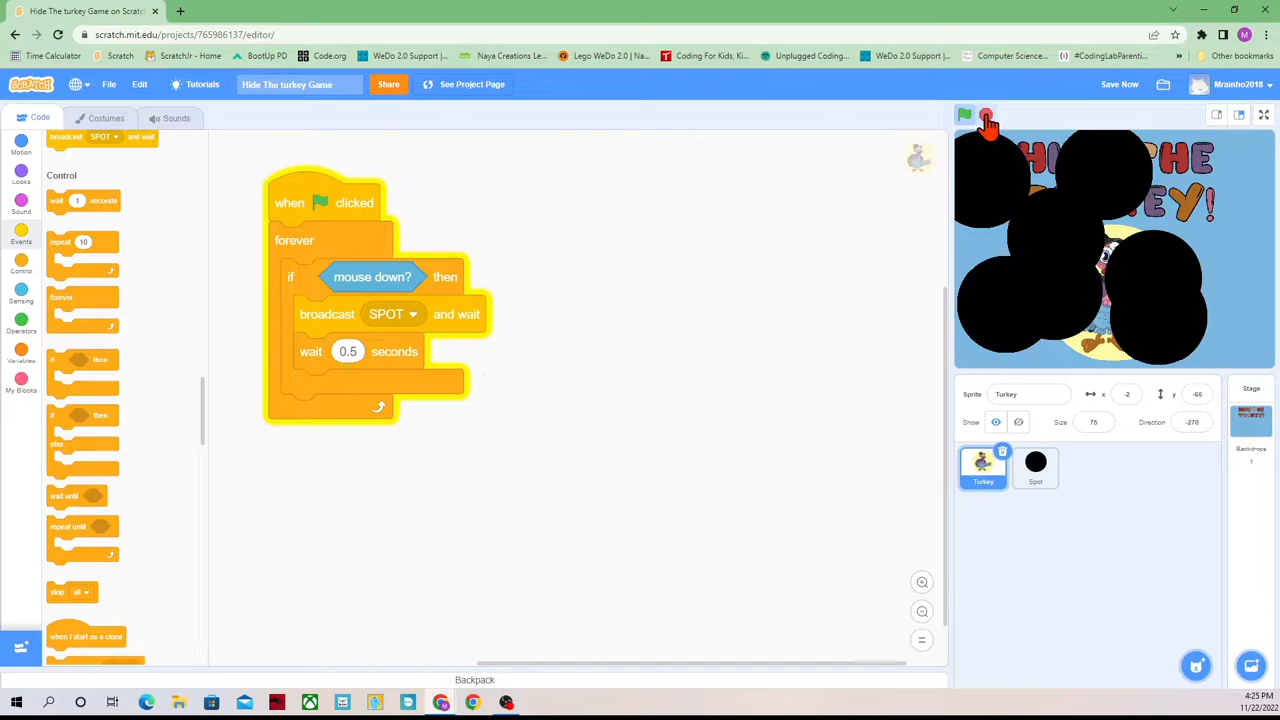 Hide The turkey Game on Scratch
scratch.mit.edu/projects/765986137/editor/
Time Calculator Scratch ScratchJr - Home BootUp PD Code.org WeDo 2.0 Support |... Naya Creations Le... Lego WeDo 2.0 | Na... Coding For Kids, Ki... Unplugged Coding... WeDo 2.0 Support |... Computer Science... {:} #CodingLabParenti... » Other bookmarks
SCRATCH File Edit Tutorials Hide The turkey Game Share See Project Page Save Now Mrainho2018
Code Costumes Sounds
Motion
Looks
Sound
Events
Control
Sensing
Operators
Variables
My Blocks
broadcast SPOT and wait
Control
wait 1 seconds
repeat 10
forever
if then
if then
else
wait until
repeat until
stop all
when I start as a clone
when clicked
forever
if mouse down? then
broadcast SPOT and wait
wait 0.5 seconds
HE
EY!
Sprite Turkey x -2 y -66
Show Size 75 Direction -270
Turkey
Spot
Stage
Backdrops
1
Backpack
4:25 PM
11/22/2022